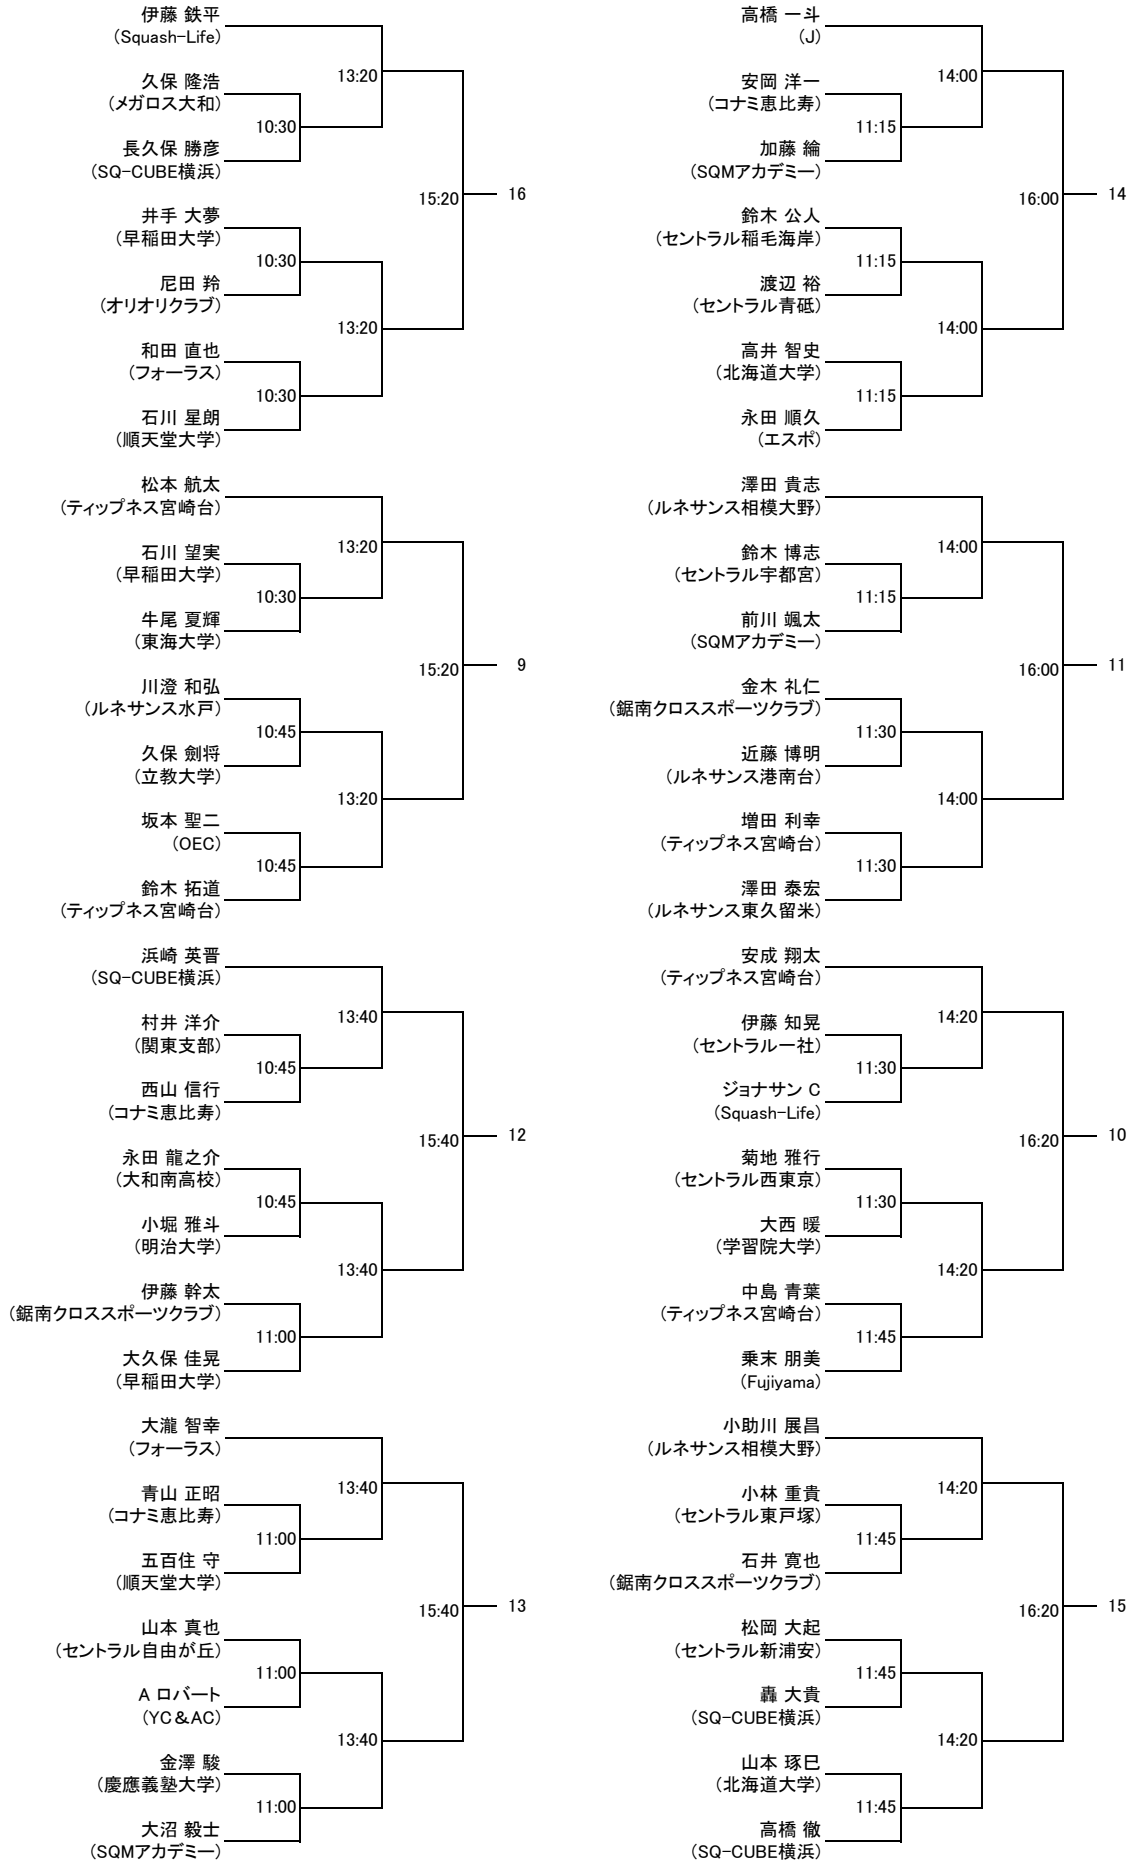 伊藤 鉄平
(Squash-Life)
13:20
久保 隆浩
(メガロス大和)
10:30
長久保 勝彦
(SQ-CUBE横浜)
15:20
16
井手 大夢
(早稲田大学)
10:30
尼田 羚
(オリオリクラブ)
13:20
和田 直也
(フォーラス)
10:30
石川 星朗
(順天堂大学)
松本 航太
(ティップネス宮崎台)
13:20
石川 望実
(早稲田大学)
10:30
牛尾 夏輝
(東海大学)
15:20
9
川澄 和弘
(ルネサンス水戸)
10:45
久保 劍将
(立教大学)
13:20
坂本 聖二
(OEC)
10:45
鈴木 拓道
(ティップネス宮崎台)
浜崎 英晋
(SQ-CUBE横浜)
13:40
村井 洋介
(関東支部)
10:45
西山 信行
(コナミ恵比寿)
15:40
12
永田 龍之介
(大和南高校)
10:45
小堀 雅斗
(明治大学)
13:40
伊藤 幹太
(鋸南クロススポーツクラブ)
11:00
大久保 佳晃
(早稲田大学)
大瀧 智幸
(フォーラス)
13:40
青山 正昭
(コナミ恵比寿)
11:00
五百住 守
(順天堂大学)
15:40
13
山本 真也
(セントラル自由が丘)
11:00
A ロバート
(YC&AC)
13:40
金澤 駿
(慶應義塾大学)
11:00
大沼 毅士
(SQMアカデミー)
高橋 一斗
(J)
14:00
安岡 洋一
(コナミ恵比寿)
11:15
加藤 綸
(SQMアカデミー)
16:00
14
鈴木 公人
(セントラル稲毛海岸)
11:15
渡辺 裕
(セントラル青砥)
14:00
高井 智史
(北海道大学)
11:15
永田 順久
(エスポ)
澤田 貴志
(ルネサンス相模大野)
14:00
鈴木 博志
(セントラル宇都宮)
11:15
前川 颯太
(SQMアカデミー)
16:00
11
金木 礼仁
(鋸南クロススポーツクラブ)
11:30
近藤 博明
(ルネサンス港南台)
14:00
増田 利幸
(ティップネス宮崎台)
11:30
澤田 泰宏
(ルネサンス東久留米)
安成 翔太
(ティップネス宮崎台)
14:20
伊藤 知晃
(セントラル一社)
11:30
ジョナサン C
(Squash-Life)
16:20
10
菊地 雅行
(セントラル西東京)
11:30
大西 暖
(学習院大学)
14:20
中島 青葉
(ティップネス宮崎台)
11:45
乗末 朋美
(Fujiyama)
小助川 展昌
(ルネサンス相模大野)
14:20
小林 重貴
(セントラル東戸塚)
11:45
石井 寛也
(鋸南クロススポーツクラブ)
16:20
15
松岡 大起
(セントラル新浦安)
11:45
轟 大貴
(SQ-CUBE横浜)
14:20
山本 琢巳
(北海道大学)
11:45
高橋 徹
(SQ-CUBE横浜)